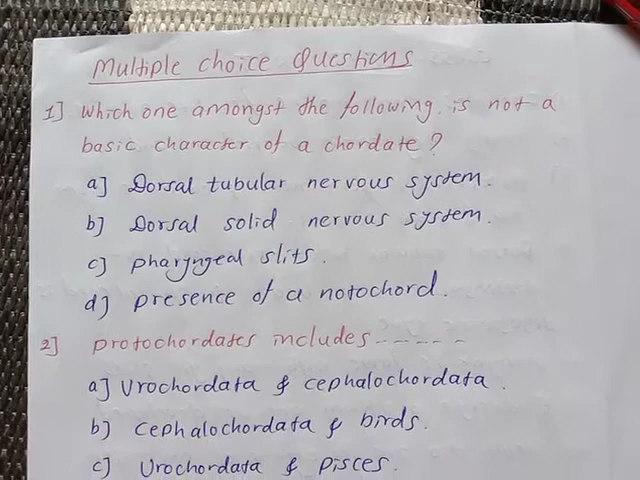 Multiple choice Questions
1] Which one amongst the following is not a
basic character of a chordate?
a] Dorsal tubular nervous system.
b] Dorsal solid nervous system.
c] pharyngeal slits.
d] presence of a notochord.
2] protochordates includes------
a] Urochordata & cephalochordata.
b] cephalochordata & birds.
c] Urochordata & pisces.